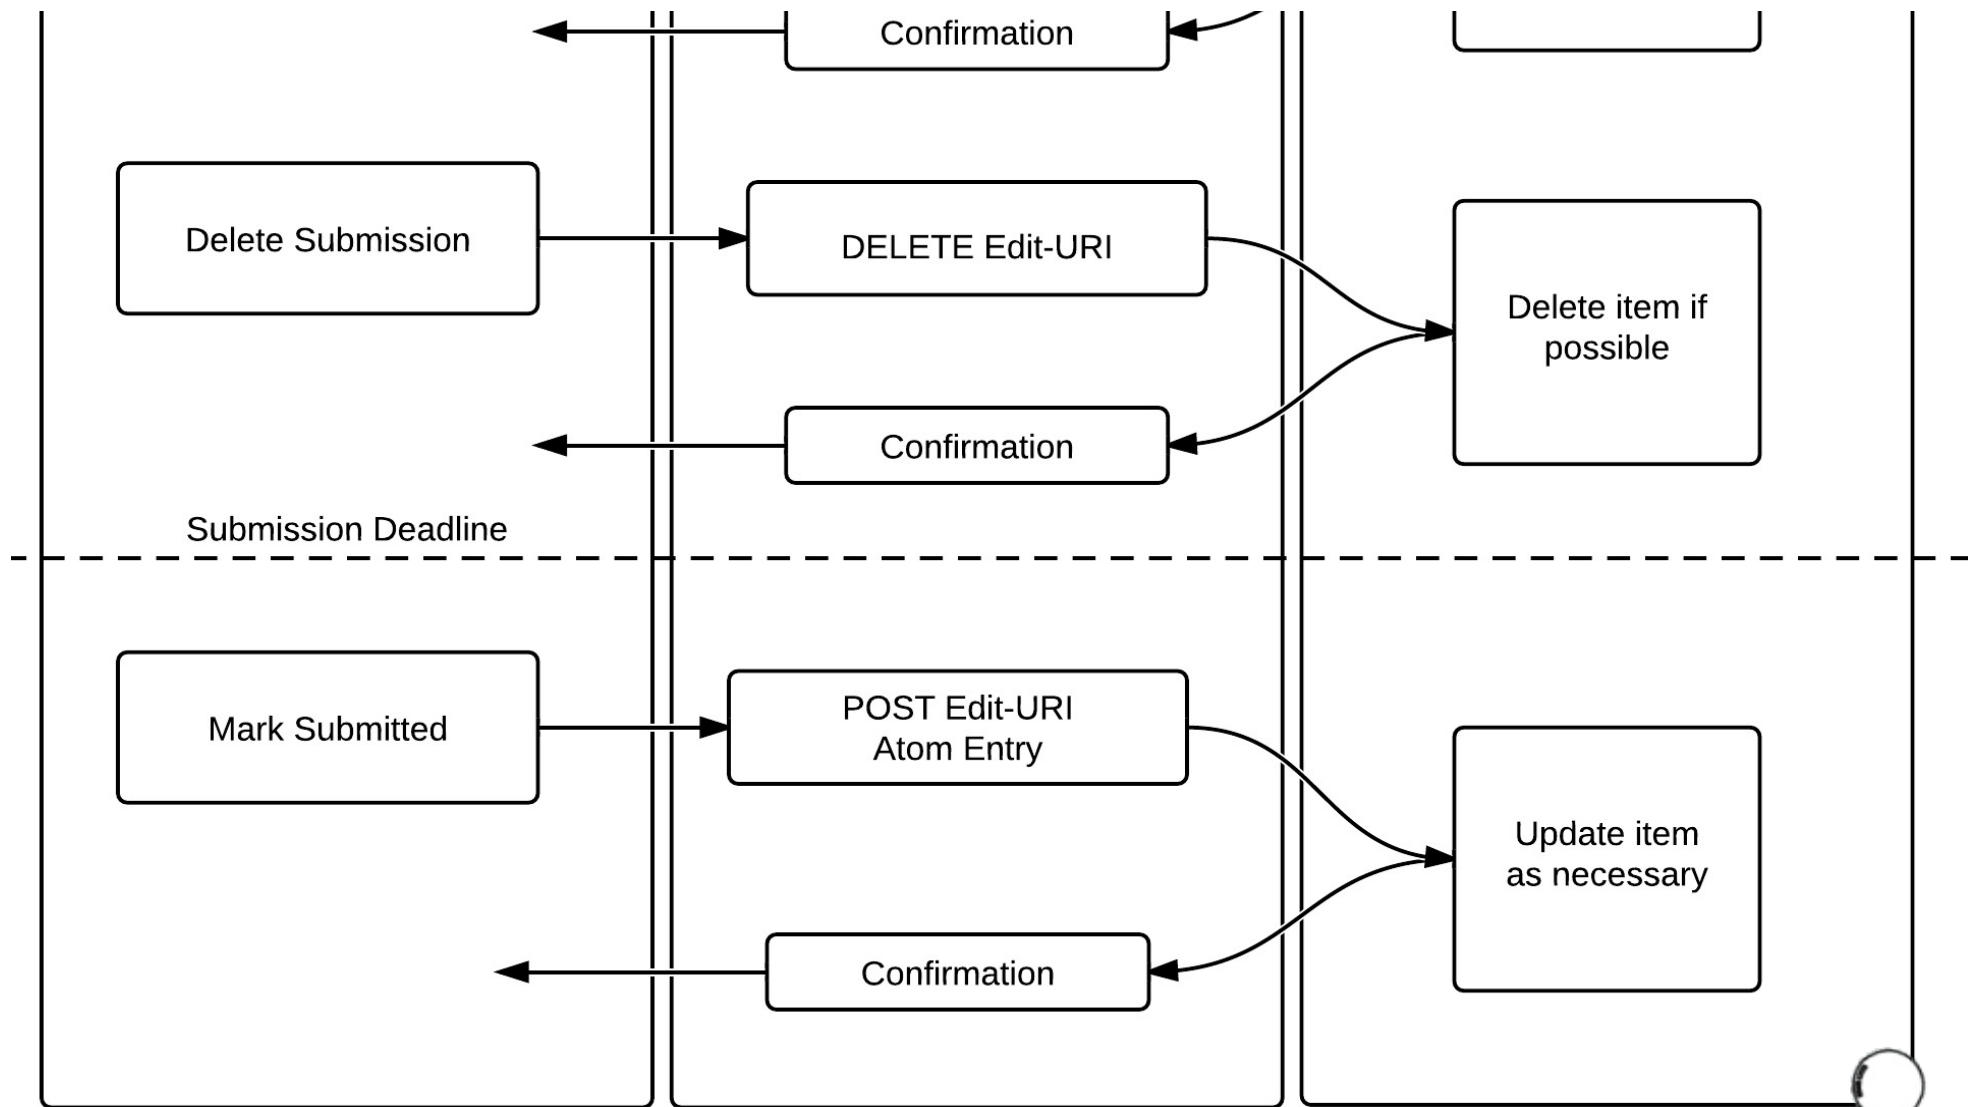 Confirmation
Delete Submission
DELETE Edit-URI
Delete item if
possible
Confirmation
Submission Deadline
Mark Submitted
POST Edit-URI
Atom Entry
Update item
as necessary
Confirmation